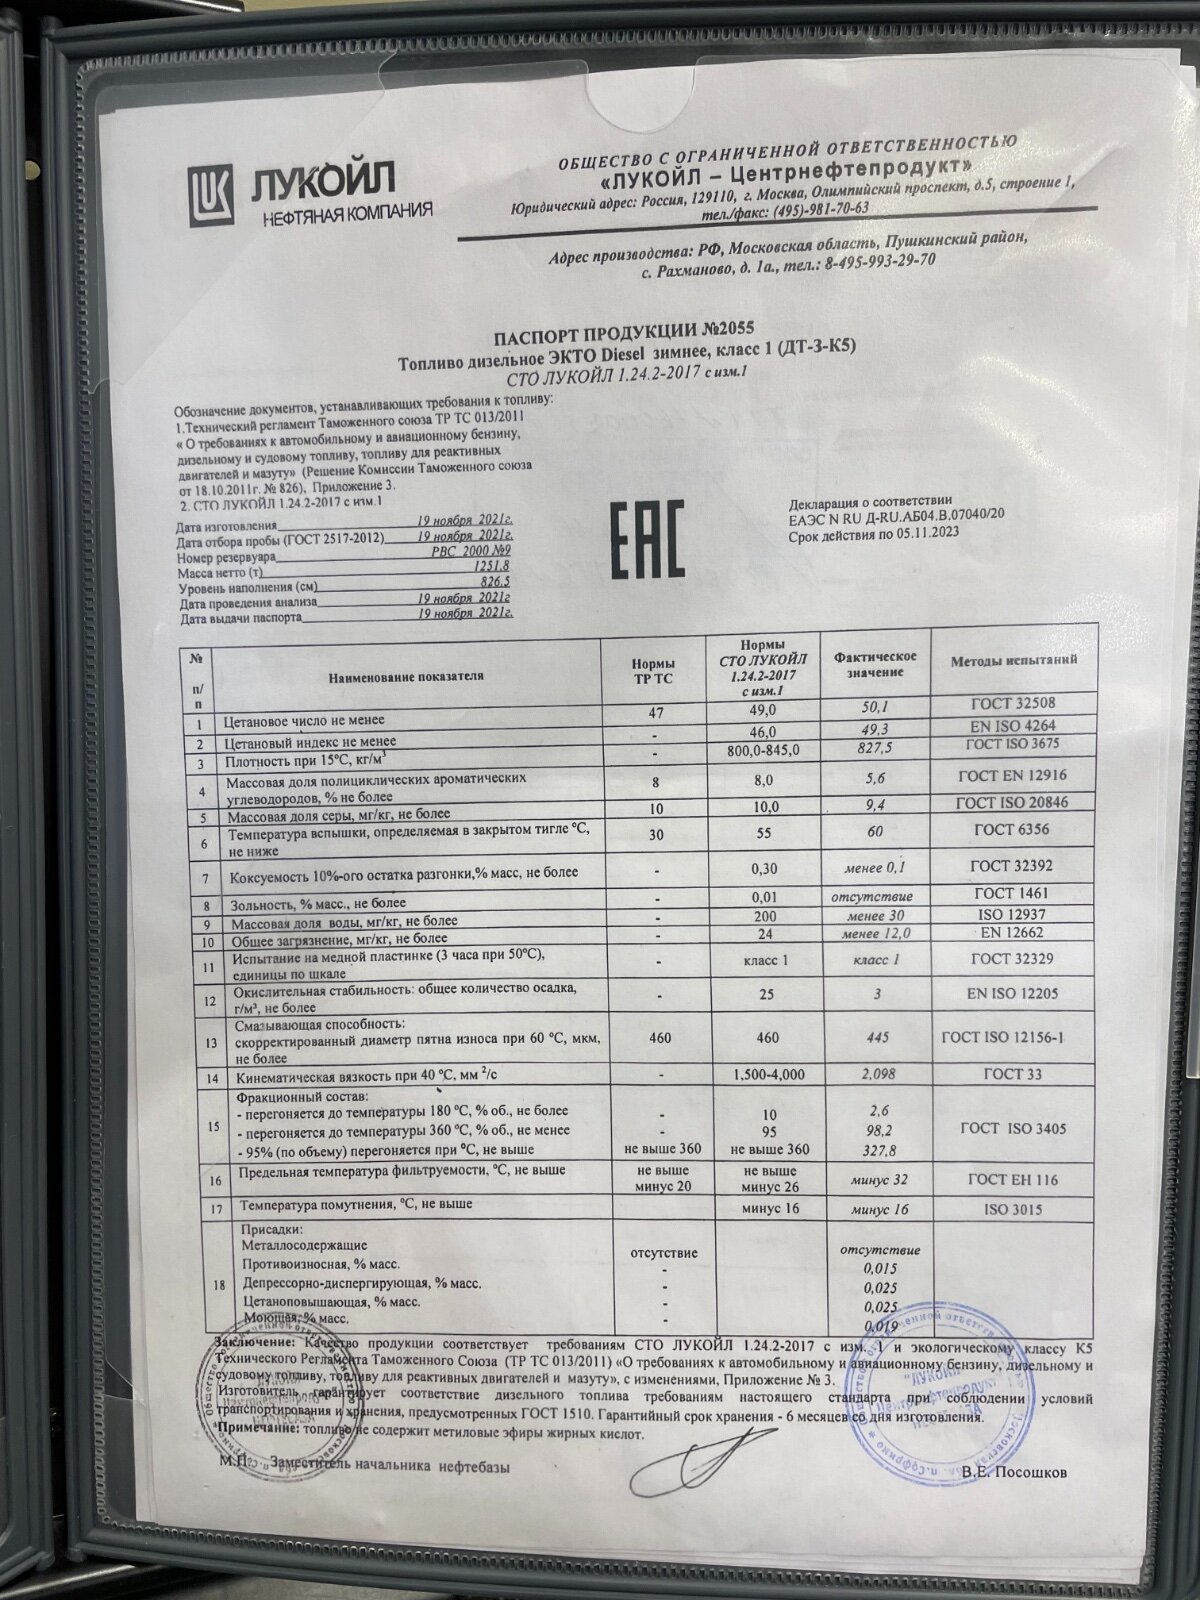 ЛУКОЙЛ
НЕФТЯНАЯ КОМПАНИЯ
ОБЩЕСТВО С ОГРАНИЧЕННОЙ ОТВЕТСТВЕННОСТЬЮ
«ЛУКОЙЛ – Центрнефтепродукт»
Юридический адрес: Россия, 129110, г. Москва, Олимпийский проспект, д.5, строение 1,
тел./факс: (495)-981-70-63
Адрес производства: РФ, Московская область, Пушкинский район,
с. Рахманово, д. 1а., тел.: 8-495-993-29-70
ПАСПОРТ ПРОДУКЦИИ №2055
Топливо дизельное ЭКТО Diesel зимнее, класс 1 (ДТ-З-К5)
СТО ЛУКОЙЛ 1.24.2-2017 с изм.1
Обозначение документов, устанавливающих требования к топливу:
1.Технический регламент Таможенного союза ТР ТС 013/2011
« О требованиях к автомобильному и авиационному бензину,
дизельному и судовому топливу, топливу для реактивных
двигателей и мазуту» (Решение Комиссии Таможенного союза
от 18.10.2011г. № 826), Приложение 3.
2. СТО ЛУКОЙЛ 1.24.2-2017 с изм.1
Дата изготовления 19 ноября 2021г.
Дата отбора пробы (ГОСТ 2517-2012) 19 ноября 2021г.
Номер резервуара РВС 2000 №9
Масса нетто (т) 1251.8
Уровень наполнения (см) 826.5
Дата проведения анализа 19 ноября 2021г
Дата выдачи паспорта 19 ноября 2021г.
ЕАС
Декларация о соответствии
ЕАЭС N RU Д-RU.АБ04.В.07040/20
Срок действия по 05.11.2023
№ п/п Наименование показателя Нормы ТР ТС Нормы СТО ЛУКОЙЛ 1.24.2-2017 с изм.1 Фактическое значение Методы испытаний
1 Цетановое число не менее 47 49,0 50,1 ГОСТ 32508
2 Цетановый индекс не менее - 46,0 49,3 EN ISO 4264
3 Плотность при 15°С, кг/м³ - 800,0-845,0 827,5 ГОСТ ISO 3675
4 Массовая доля полициклических ароматических
углеводородов, % не более 8 8,0 5,6 ГОСТ EN 12916
5 Массовая доля серы, мг/кг, не более 10 10,0 9,4 ГОСТ ISO 20846
6 Температура вспышки, определяемая в закрытом тигле °С,
не ниже 30 55 60 ГОСТ 6356
7 Коксуемость 10%-ого остатка разгонки,% масс, не более - 0,30 менее 0,1 ГОСТ 32392
8 Зольность, % масс., не более - 0,01 отсутствие ГОСТ 1461
9 Массовая доля воды, мг/кг, не более - 200 менее 30 ISO 12937
10 Общее загрязнение, мг/кг, не более - 24 менее 12,0 EN 12662
11 Испытание на медной пластинке (3 часа при 50°С),
единицы по шкале - класс 1 класс 1 ГОСТ 32329
12 Окислительная стабильность: общее количество осадка,
г/м³, не более - 25 3 EN ISO 12205
13 Смазывающая способность:
скорректированный диаметр пятна износа при 60 °С, мкм,
не более 460 460 445 ГОСТ ISO 12156-1
14 Кинематическая вязкость при 40 °С, мм ²/с - 1,500-4,000 2,098 ГОСТ 33
15 Фракционный состав: ГОСТ ISO 3405
- перегоняется до температуры 180 °С, % об., не более - 10 2,6
- перегоняется до температуры 360 °С, % об., не менее - 95 98,2
- 95% (по объему) перегоняется при °С, не выше не выше 360 не выше 360 327,8
16 Предельная температура фильтруемости, °С, не выше не выше минус 20 не выше минус 26 минус 32 ГОСТ ЕН 116
17 Температура помутнения, °С, не выше минус 16 минус 16 ISO 3015
18 Присадки:
Металлосодержащие отсутствие отсутствие
Противоизносная, % масс. - 0,015
Депрессорно-диспергирующая, % масс. - 0,025
Цетаноповышающая, % масс. - 0,025
Моющая, % масс. - 0,019
Заключение: Качество продукции соответствует требованиям СТО ЛУКОЙЛ 1.24.2-2017 с изм. 1 и экологическому классу К5
Технического Регламента Таможенного Союза (ТР ТС 013/2011) «О требованиях к автомобильному и авиационному бензину, дизельному и
судовому топливу, топливу для реактивных двигателей и мазуту», с изменениями, Приложение № 3.
Изготовитель гарантирует соответствие дизельного топлива требованиям настоящего стандарта при соблюдении условий
транспортирования и хранения, предусмотренных ГОСТ 1510. Гарантийный срок хранения - 6 месяцев со дня изготовления.
Примечание: топливо не содержит метиловые эфиры жирных кислот.
М.П. Заместитель начальника нефтебазы
В.Е. Посошков